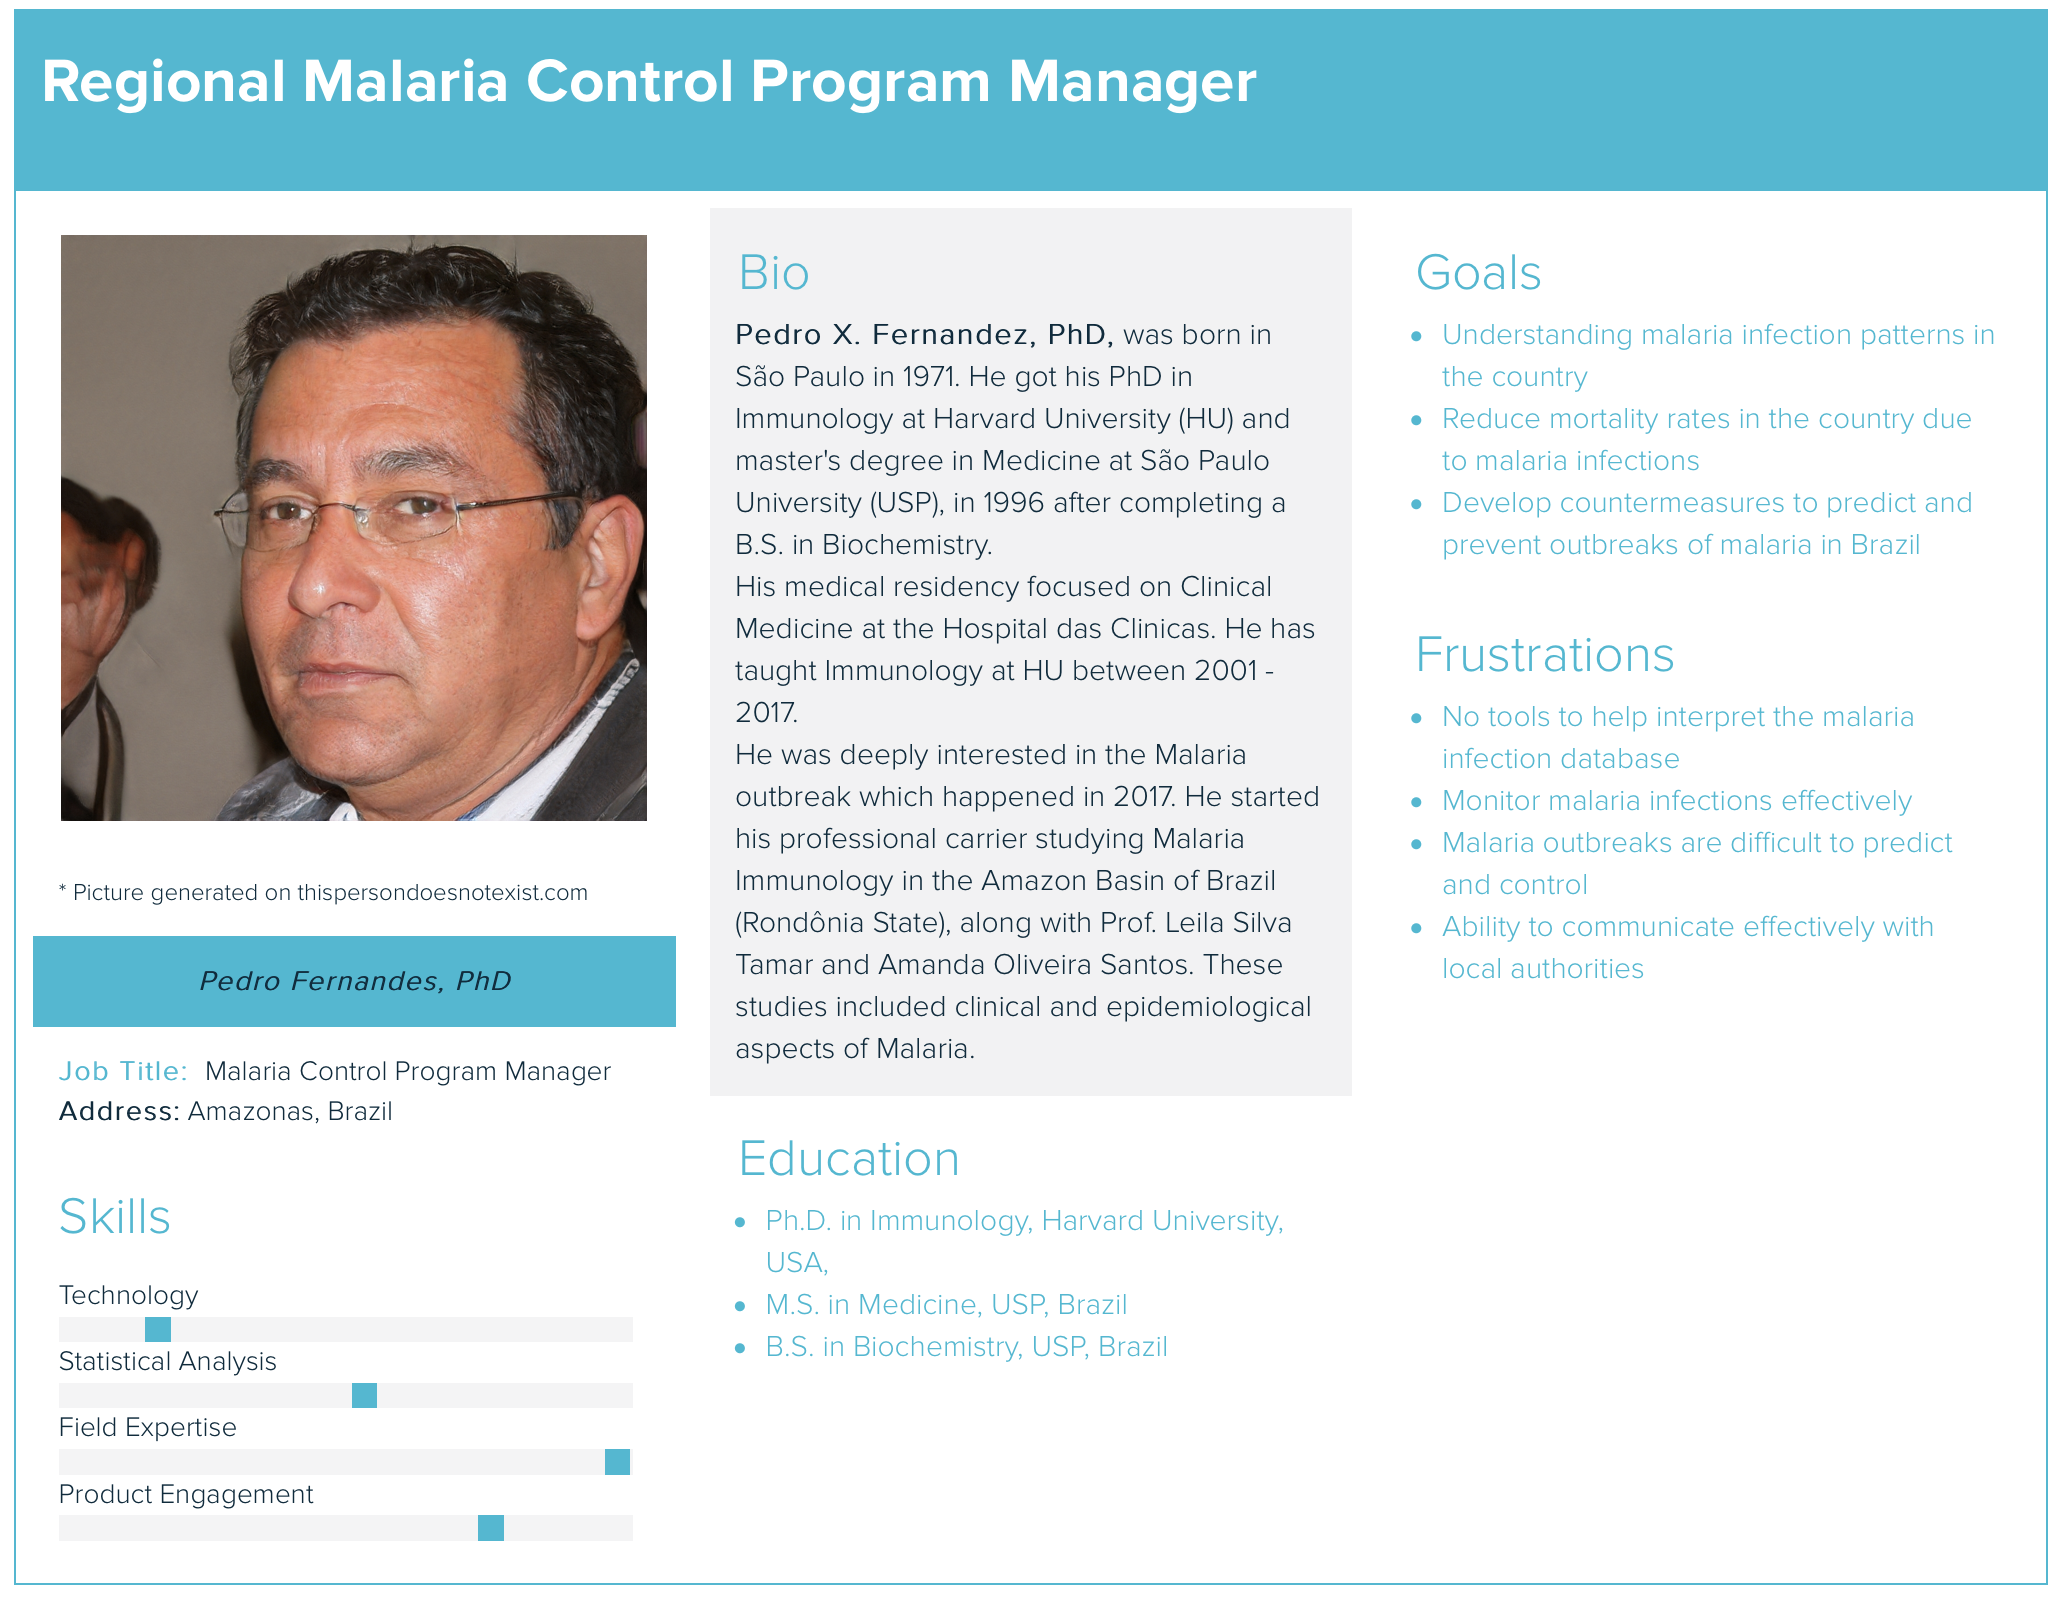 Regional Malaria Control Program Manager
* Picture generated on thispersondoesnotexist.com
Pedro Fernandes, PhD
Job Title: Malaria Control Program Manager
Address: Amazonas, Brazil
Skills
Technology
Statistical Analysis
Field Expertise
Product Engagement
Bio
Pedro X. Fernandez, PhD, was born in
São Paulo in 1971. He got his PhD in
Immunology at Harvard University (HU) and
master's degree in Medicine at São Paulo
University (USP), in 1996 after completing a
B.S. in Biochemistry.
His medical residency focused on Clinical
Medicine at the Hospital das Clinicas. He has
taught Immunology at HU between 2001 -
2017.
He was deeply interested in the Malaria
outbreak which happened in 2017. He started
his professional carrier studying Malaria
Immunology in the Amazon Basin of Brazil
(Rondônia State), along with Prof. Leila Silva
Tamar and Amanda Oliveira Santos. These
studies included clinical and epidemiological
aspects of Malaria.
Education
• Ph.D. in Immunology, Harvard University,
USA,
• M.S. in Medicine, USP, Brazil
• B.S. in Biochemistry, USP, Brazil
Goals
• Understanding malaria infection patterns in
the country
• Reduce mortality rates in the country due
to malaria infections
• Develop countermeasures to predict and
prevent outbreaks of malaria in Brazil
Frustrations
• No tools to help interpret the malaria
infection database
• Monitor malaria infections effectively
• Malaria outbreaks are difficult to predict
and control
• Ability to communicate effectively with
local authorities